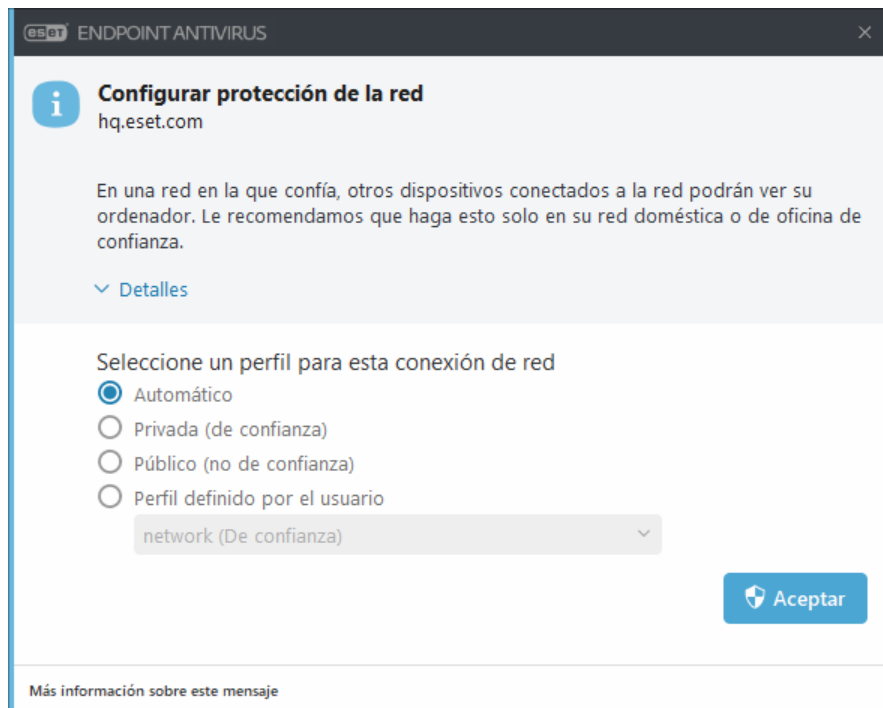 eset ENDPOINT ANTIVIRUS
Configurar protección de la red
hq.eset.com
En una red en la que confía, otros dispositivos conectados a la red podrán ver su
ordenador. Le recomendamos que haga esto solo en su red doméstica o de oficina de
confianza.
Detalles
Seleccione un perfil para esta conexión de red
Automático
Privada (de confianza)
Público (no de confianza)
Perfil definido por el usuario
network (De confianza)
Aceptar
Más información sobre este mensaje